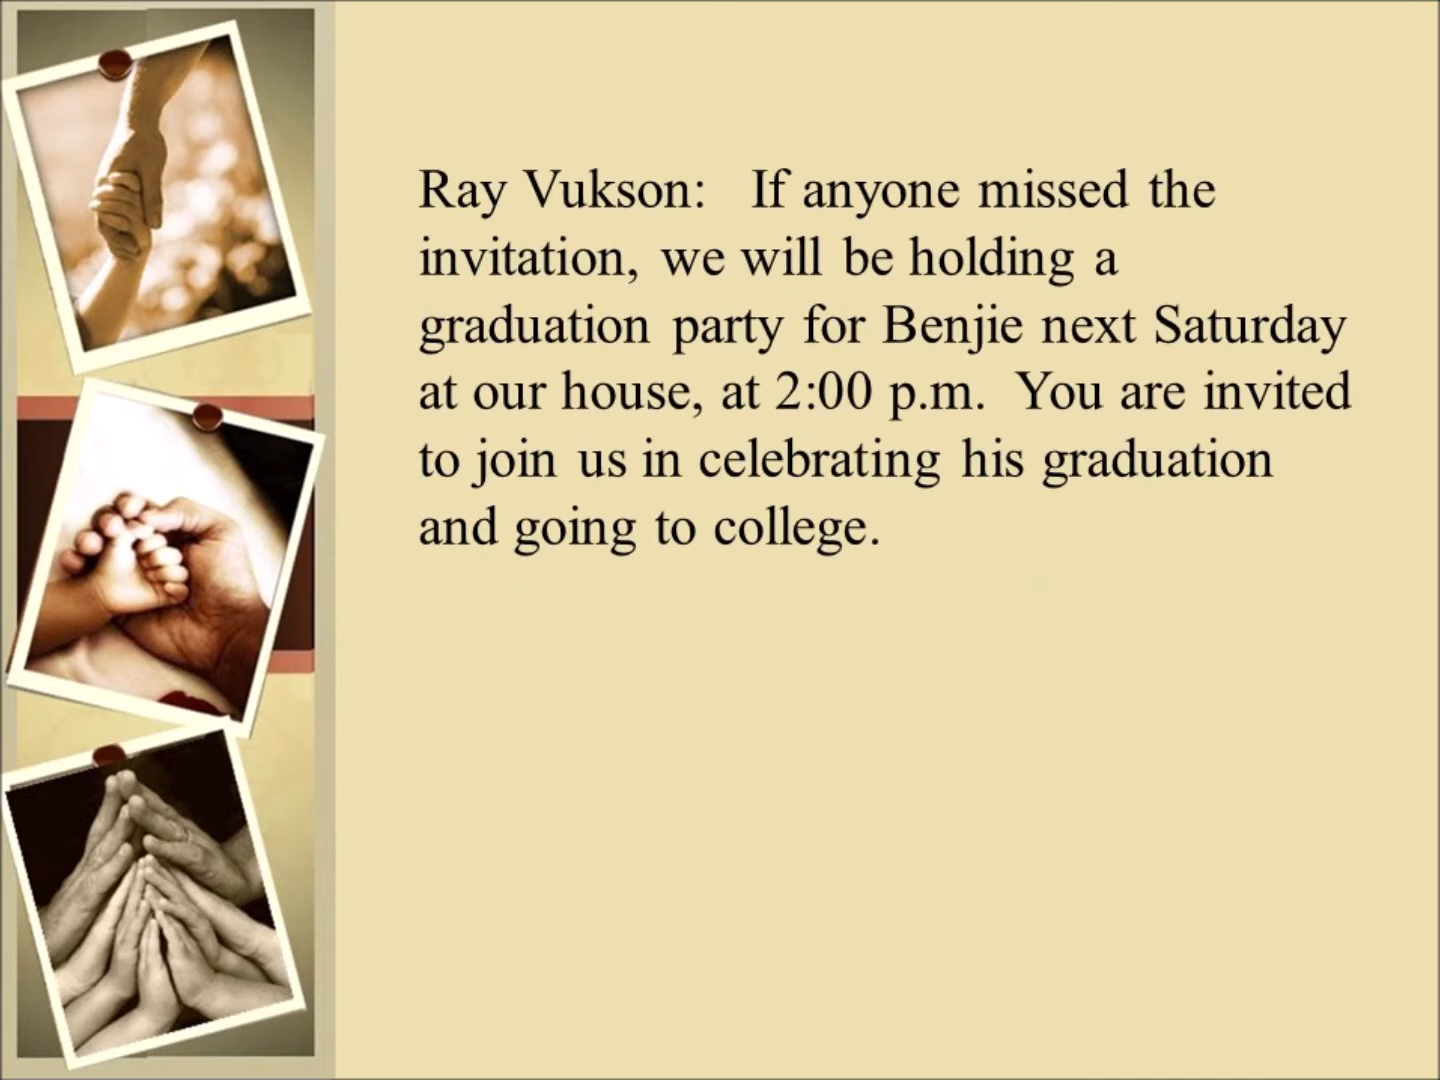 Ray Vukson:   If anyone missed the
invitation, we will be holding a
graduation party for Benjie next Saturday
at our house, at 2:00 p.m.  You are invited
to join us in celebrating his graduation
and going to college.